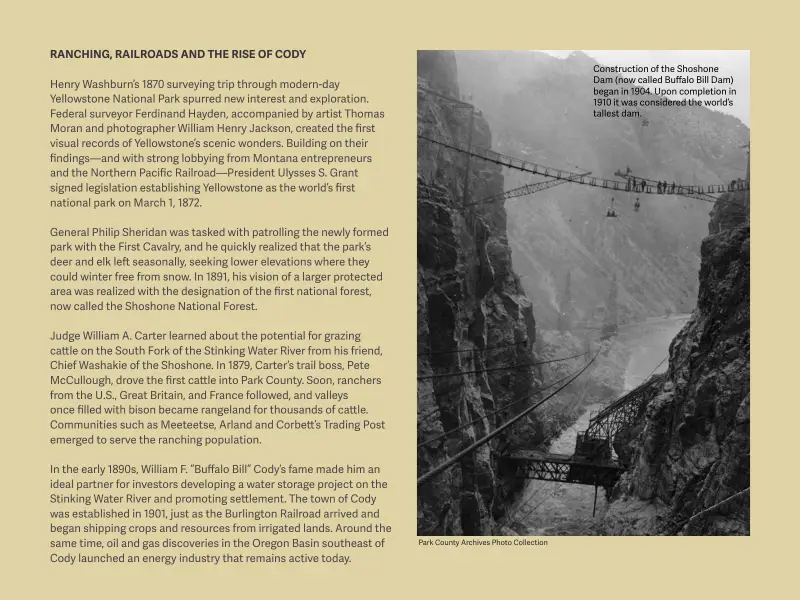 RANCHING, RAILROADS AND THE RISE OF CODY
Henry Washburn's 1870 surveying trip through modern-day
Yellowstone National Park spurred new interest and exploration.
Federal surveyor Ferdinand Hayden, accompanied by artist Thomas
Moran and photographer William Henry Jackson, created the first
visual records of Yellowstone's scenic wonders. Building on their
findings—and with strong lobbying from Montana entrepreneurs
and the Northern Pacific Railroad—President Ulysses S. Grant
signed legislation establishing Yellowstone as the world's first
national park on March 1, 1872.
General Philip Sheridan was tasked with patrolling the newly formed
park with the First Cavalry, and he quickly realized that the park's
deer and elk left seasonally, seeking lower elevations where they
could winter free from snow. In 1891, his vision of a larger protected
area was realized with the designation of the first national forest,
now called the Shoshone National Forest.
Judge William A. Carter learned about the potential for grazing
cattle on the South Fork of the Stinking Water River from his friend,
Chief Washakie of the Shoshone. In 1879, Carter's trail boss, Pete
McCullough, drove the first cattle into Park County. Soon, ranchers
from the U.S., Great Britain, and France followed, and valleys
once filled with bison became rangeland for thousands of cattle.
Communities such as Meeteetse, Arland and Corbett's Trading Post
emerged to serve the ranching population.
In the early 1890s, William F. "Buffalo Bill" Cody's fame made him an
ideal partner for investors developing a water storage project on the
Stinking Water River and promoting settlement. The town of Cody
was established in 1901, just as the Burlington Railroad arrived and
began shipping crops and resources from irrigated lands. Around the
same time, oil and gas discoveries in the Oregon Basin southeast of
Cody launched an energy industry that remains active today.
Construction of the Shoshone
Dam (now called Buffalo Bill Dam)
began in 1904. Upon completion in
1910 it was considered the world's
tallest dam.
Park County Archives Photo Collection